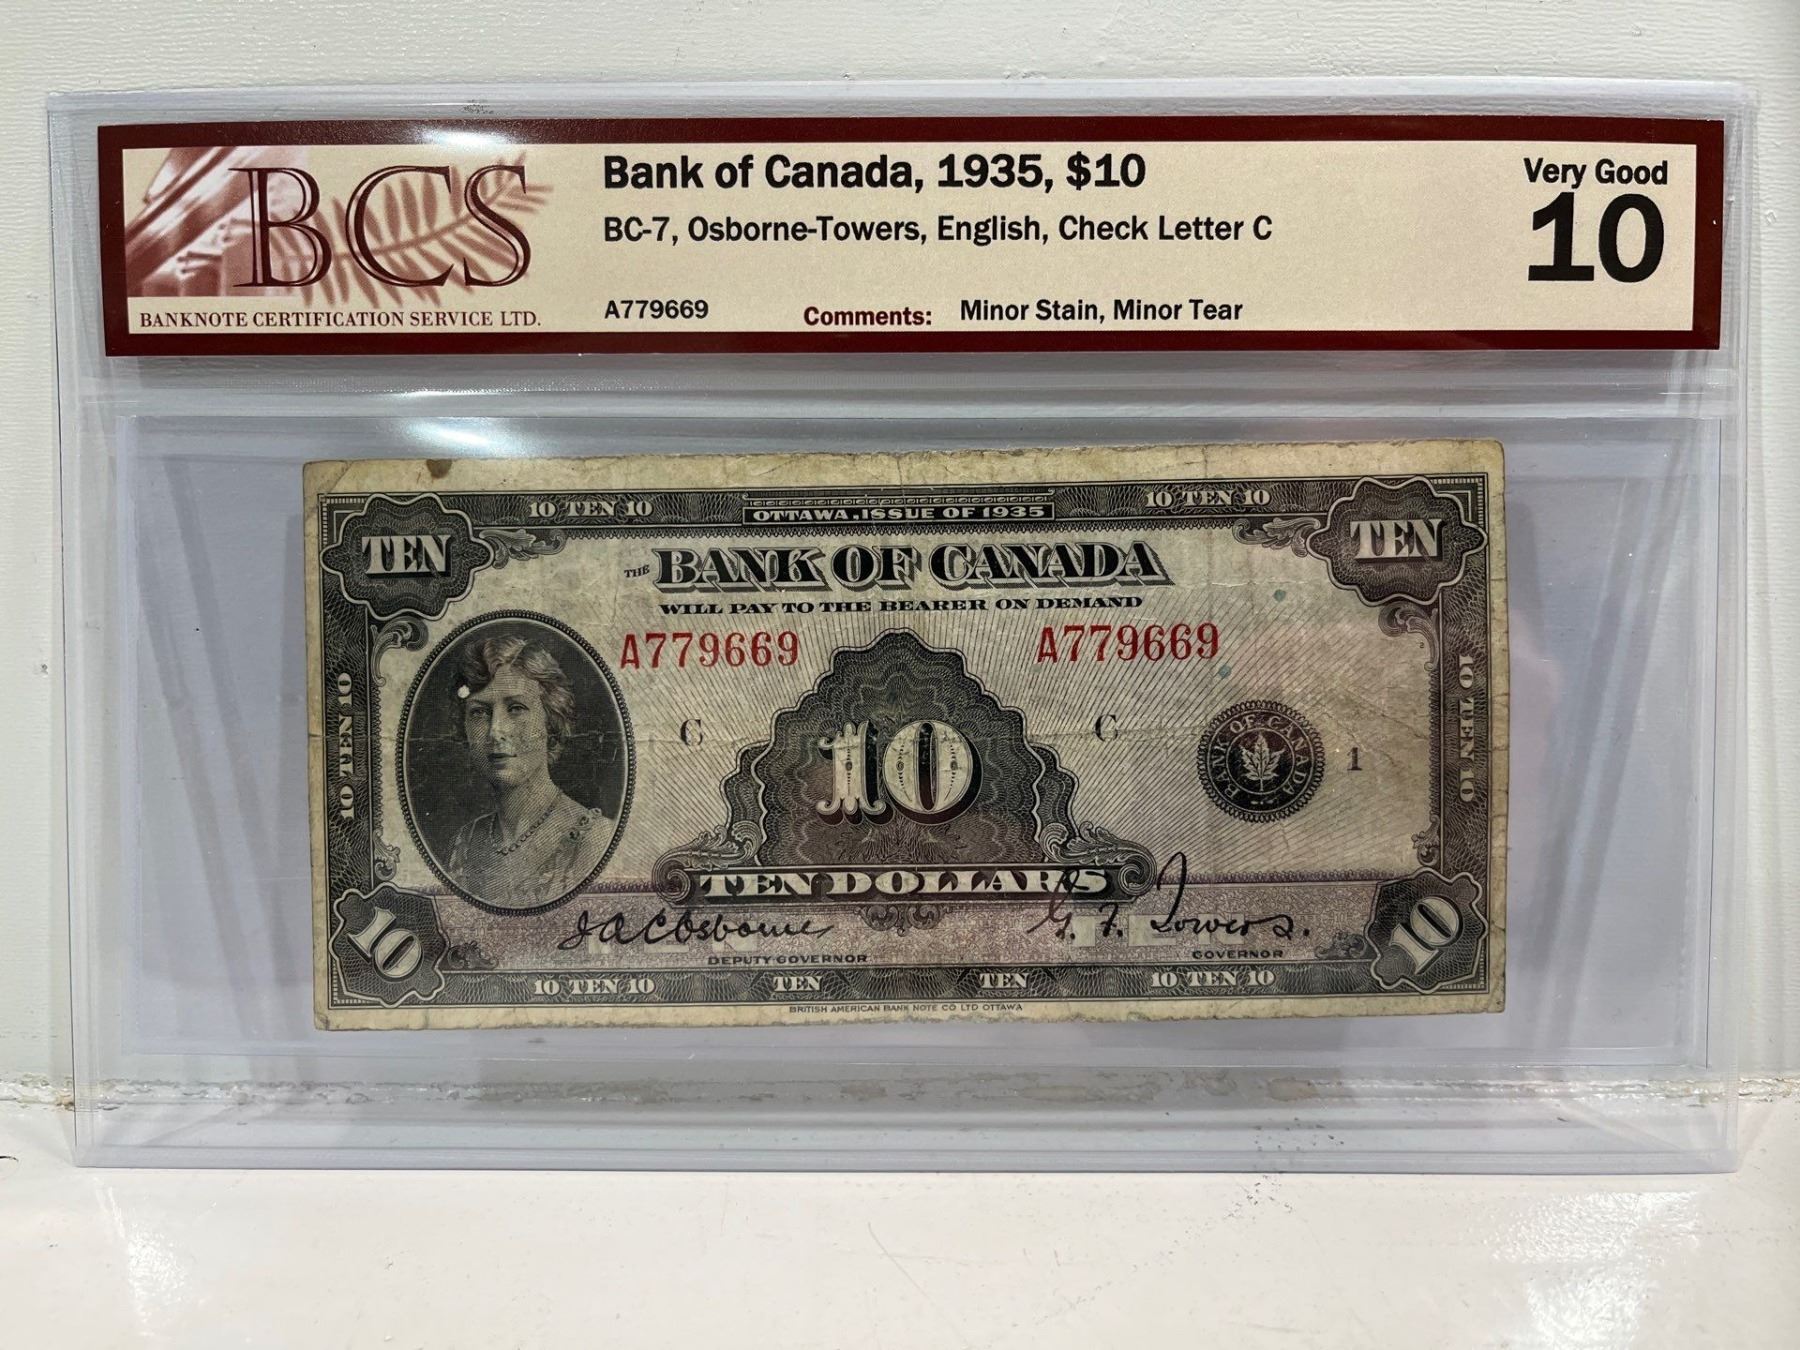 BCS
BANKNOTE CERTIFICATION SERVICE LTD.
Bank of Canada, 1935, $10
BC-7, Osborne-Towers, English, Check Letter C
A779669
Comments: Minor Stain, Minor Tear
Very Good
10
10 TEN 10
OTTAWA, ISSUE OF 1935
10 TEN 10
TEN
TEN
THE BANK OF CANADA
WILL PAY TO THE BEARER ON DEMAND
A779669
A779669
10 TEN 10
10 TEN 10
C
C
10
BANK OF CANADA
1
TEN DOLLARS
10
10
J A C Osborne
DEPUTY GOVERNOR
G. F. Towers.
GOVERNOR
10 TEN 10
TEN
TEN
10 TEN 10
BRITISH AMERICAN BANK NOTE CO LTD OTTAWA